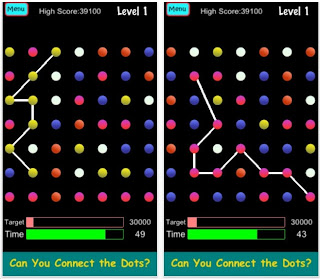 Menu High Score:39100 Level 1
Target 30000
Time 49
Can You Connect the Dots?
Menu High Score:39100 Level 1
Target 30000
Time 43
Can You Connect the Dots?